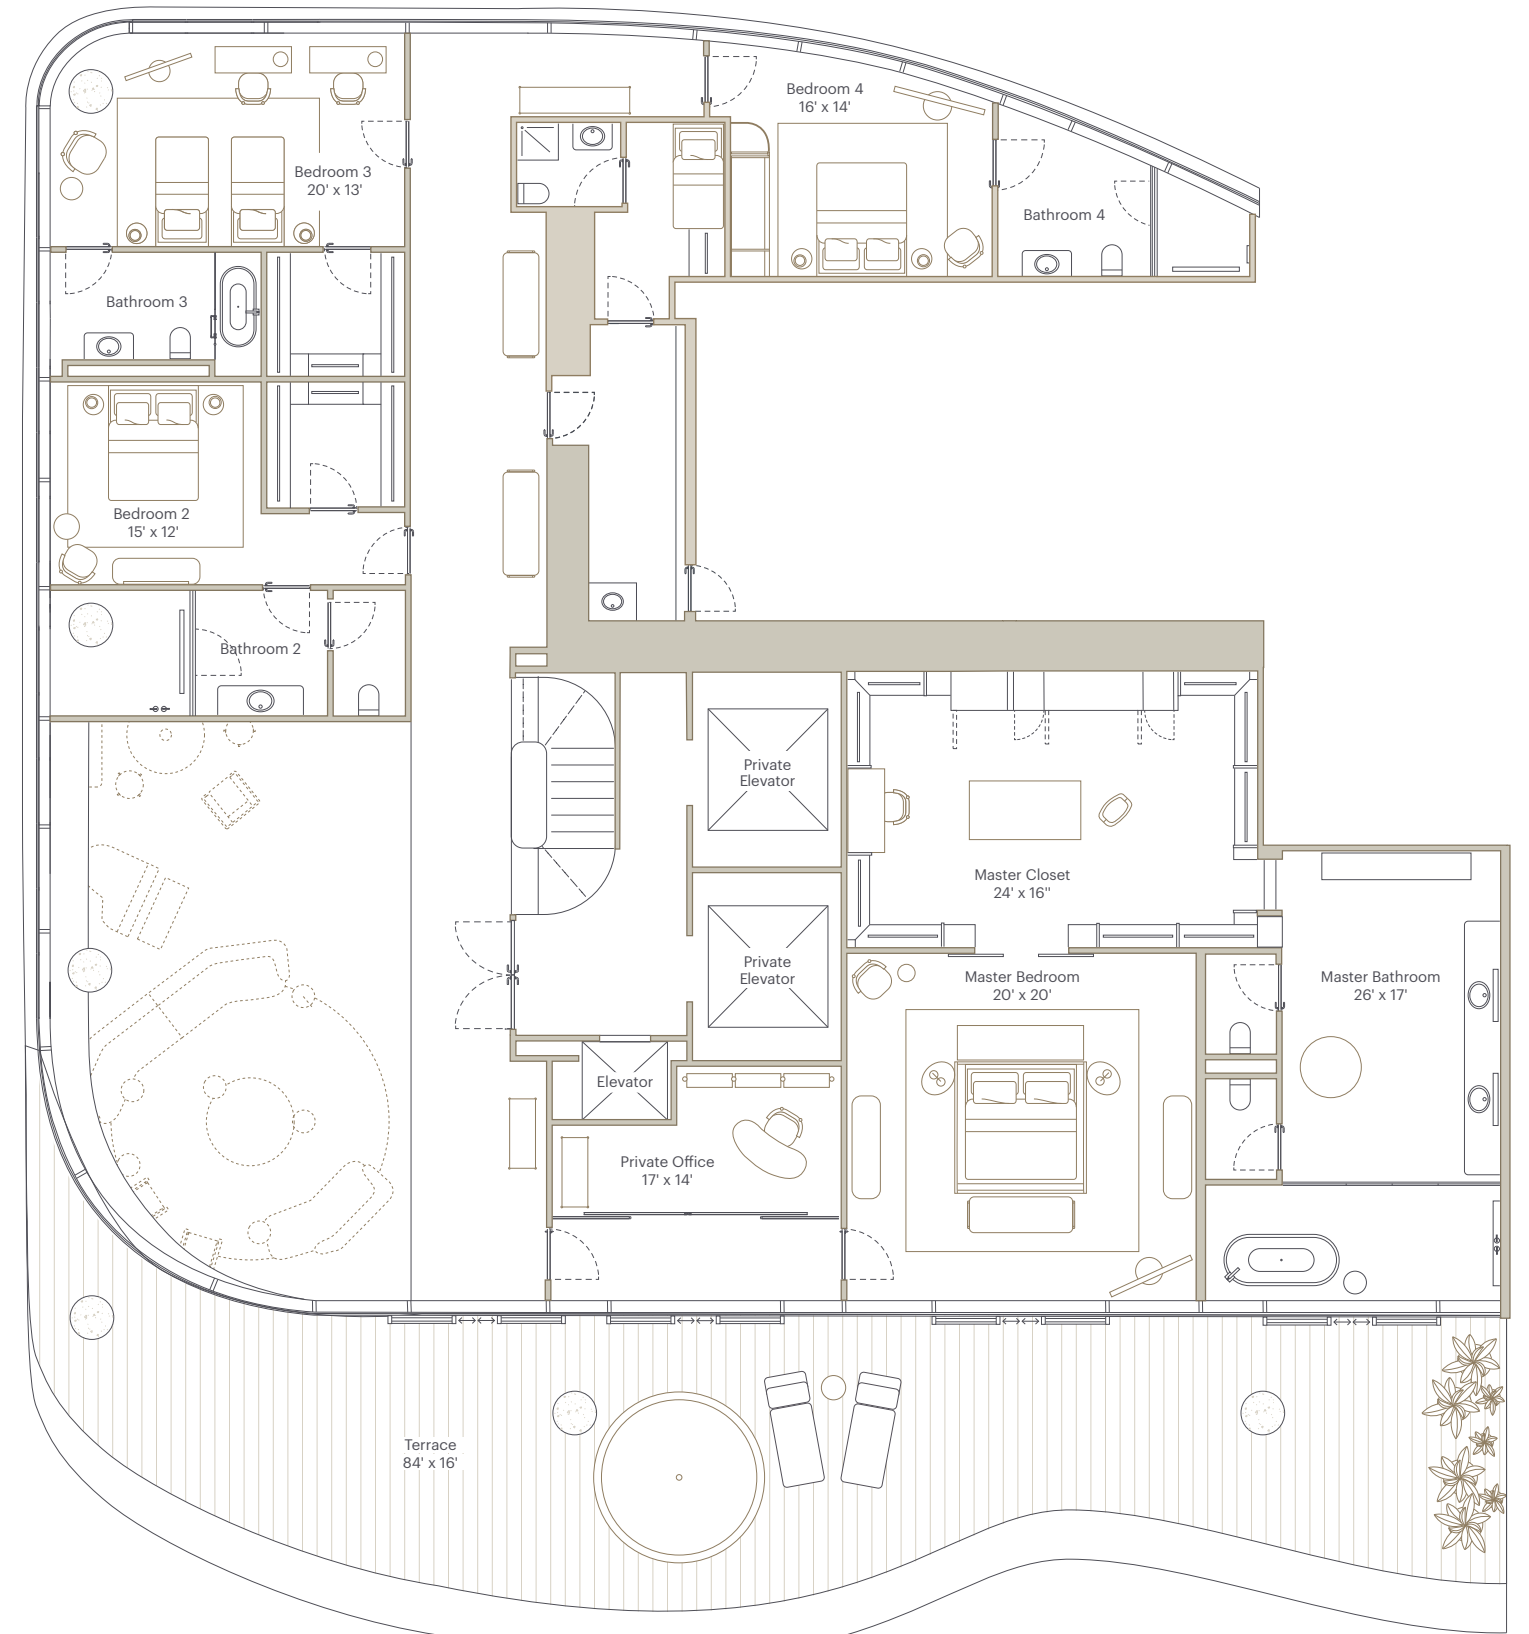 Bedroom 4
16' x 14'
Bedroom 3
20' x 13'
Bathroom 4
Bathroom 3
Bedroom 2
15' x 12'
Bathroom 2
Private
Elevator
Master Closet
24' x 16"
Private
Elevator
Master Bedroom
20' x 20'
Master Bathroom
26' x 17'
Elevator
Private Office
17' x 14'
Terrace
84' x 16'